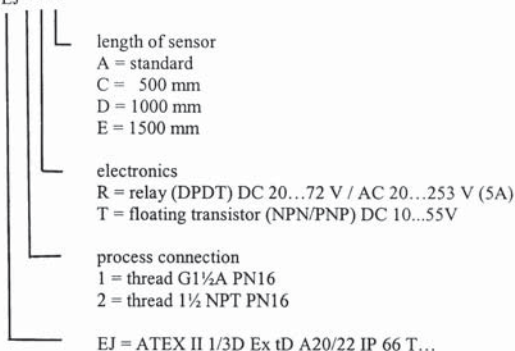 length of sensor
A = standard
C = 500 mm
D = 1000 mm
E = 1500 mm
electronics
R = relay (DPDT) DC 20…72 V / AC 20…253 V (5A)
T = floating transistor (NPN/PNP) DC 10...55V
process connection
1 = thread G1½A PN16
2 = thread 1½ NPT PN16
EJ = ATEX II 1/3D Ex tD A20/22 IP 66 T…